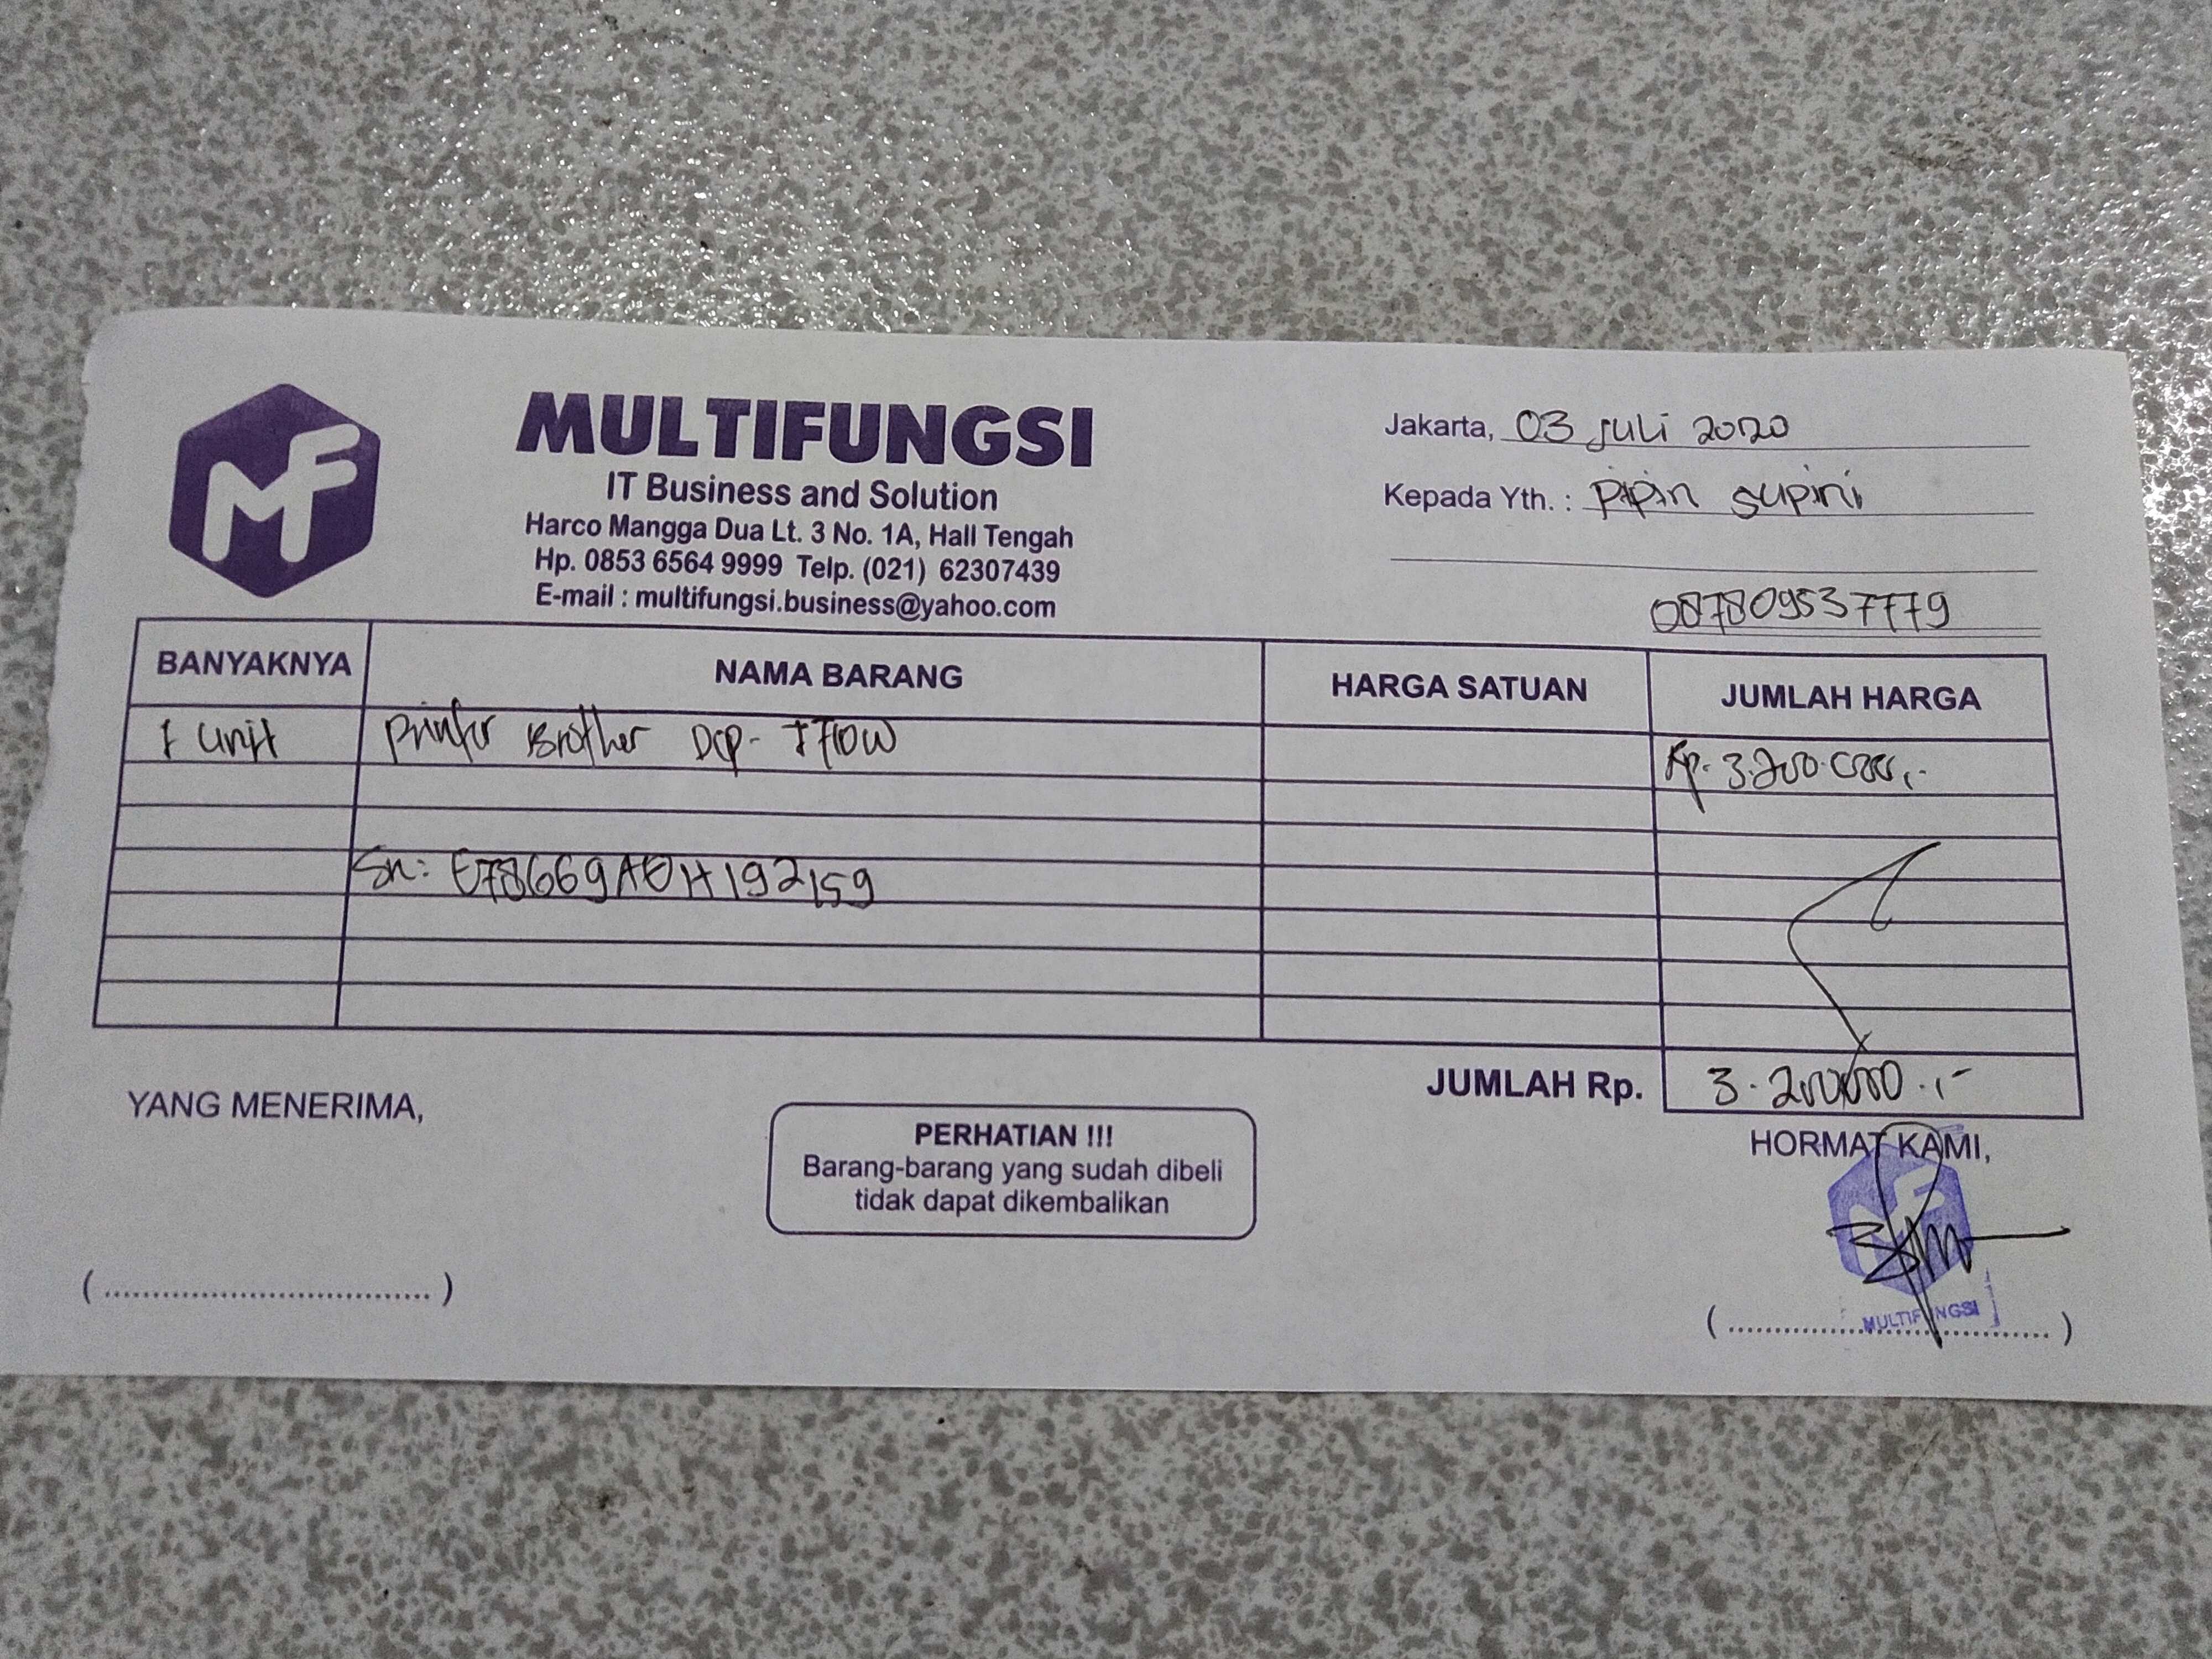 MF
MULTIFUNGSI
IT Business and Solution
Harco Mangga Dua Lt. 3 No. 1A, Hall Tengah
Hp. 0853 6564 9999 Telp. (021) 62307439
E-mail : multifungsi.business@yahoo.com
Jakarta, 03 Juli 2020
Kepada Yth. : Pipin Supini
087809537779
BANYAKNYA NAMA BARANG HARGA SATUAN JUMLAH HARGA
1 Unit Printer Brother DCP-T710W Rp. 3.200.000,-
Sn: E78669A0H192159
JUMLAH Rp. 3.200.000.,-
YANG MENERIMA,
PERHATIAN !!!
Barang-barang yang sudah dibeli
tidak dapat dikembalikan
HORMAT KAMI,
MF
MULTIFUNGSI
(..................................) (..................................)